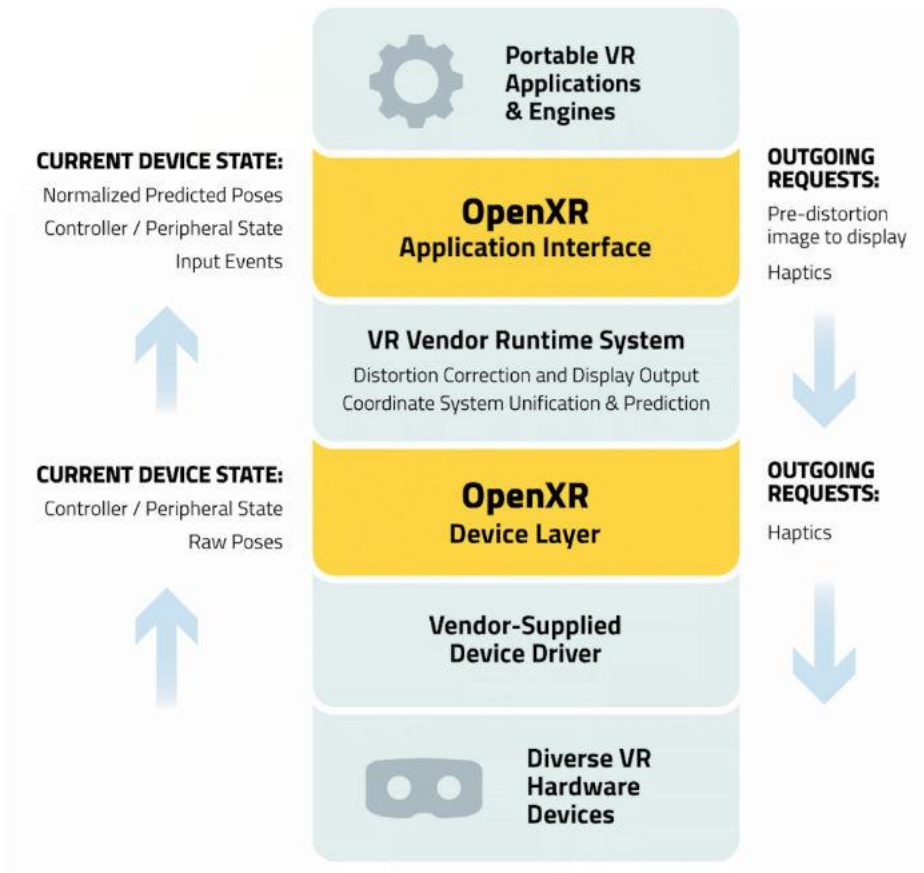 Portable VR
Applications
& Engines
CURRENT DEVICE STATE:
Normalized Predicted Poses
Controller / Peripheral State
Input Events
OpenXR
Application Interface
OUTGOING
REQUESTS:
Pre-distortion
image to display
Haptics
VR Vendor Runtime System
Distortion Correction and Display Output
Coordinate System Unification & Prediction
CURRENT DEVICE STATE:
Controller / Peripheral State
Raw Poses
OpenXR
Device Layer
OUTGOING
REQUESTS:
Haptics
Vendor-Supplied
Device Driver
Diverse VR
Hardware
Devices